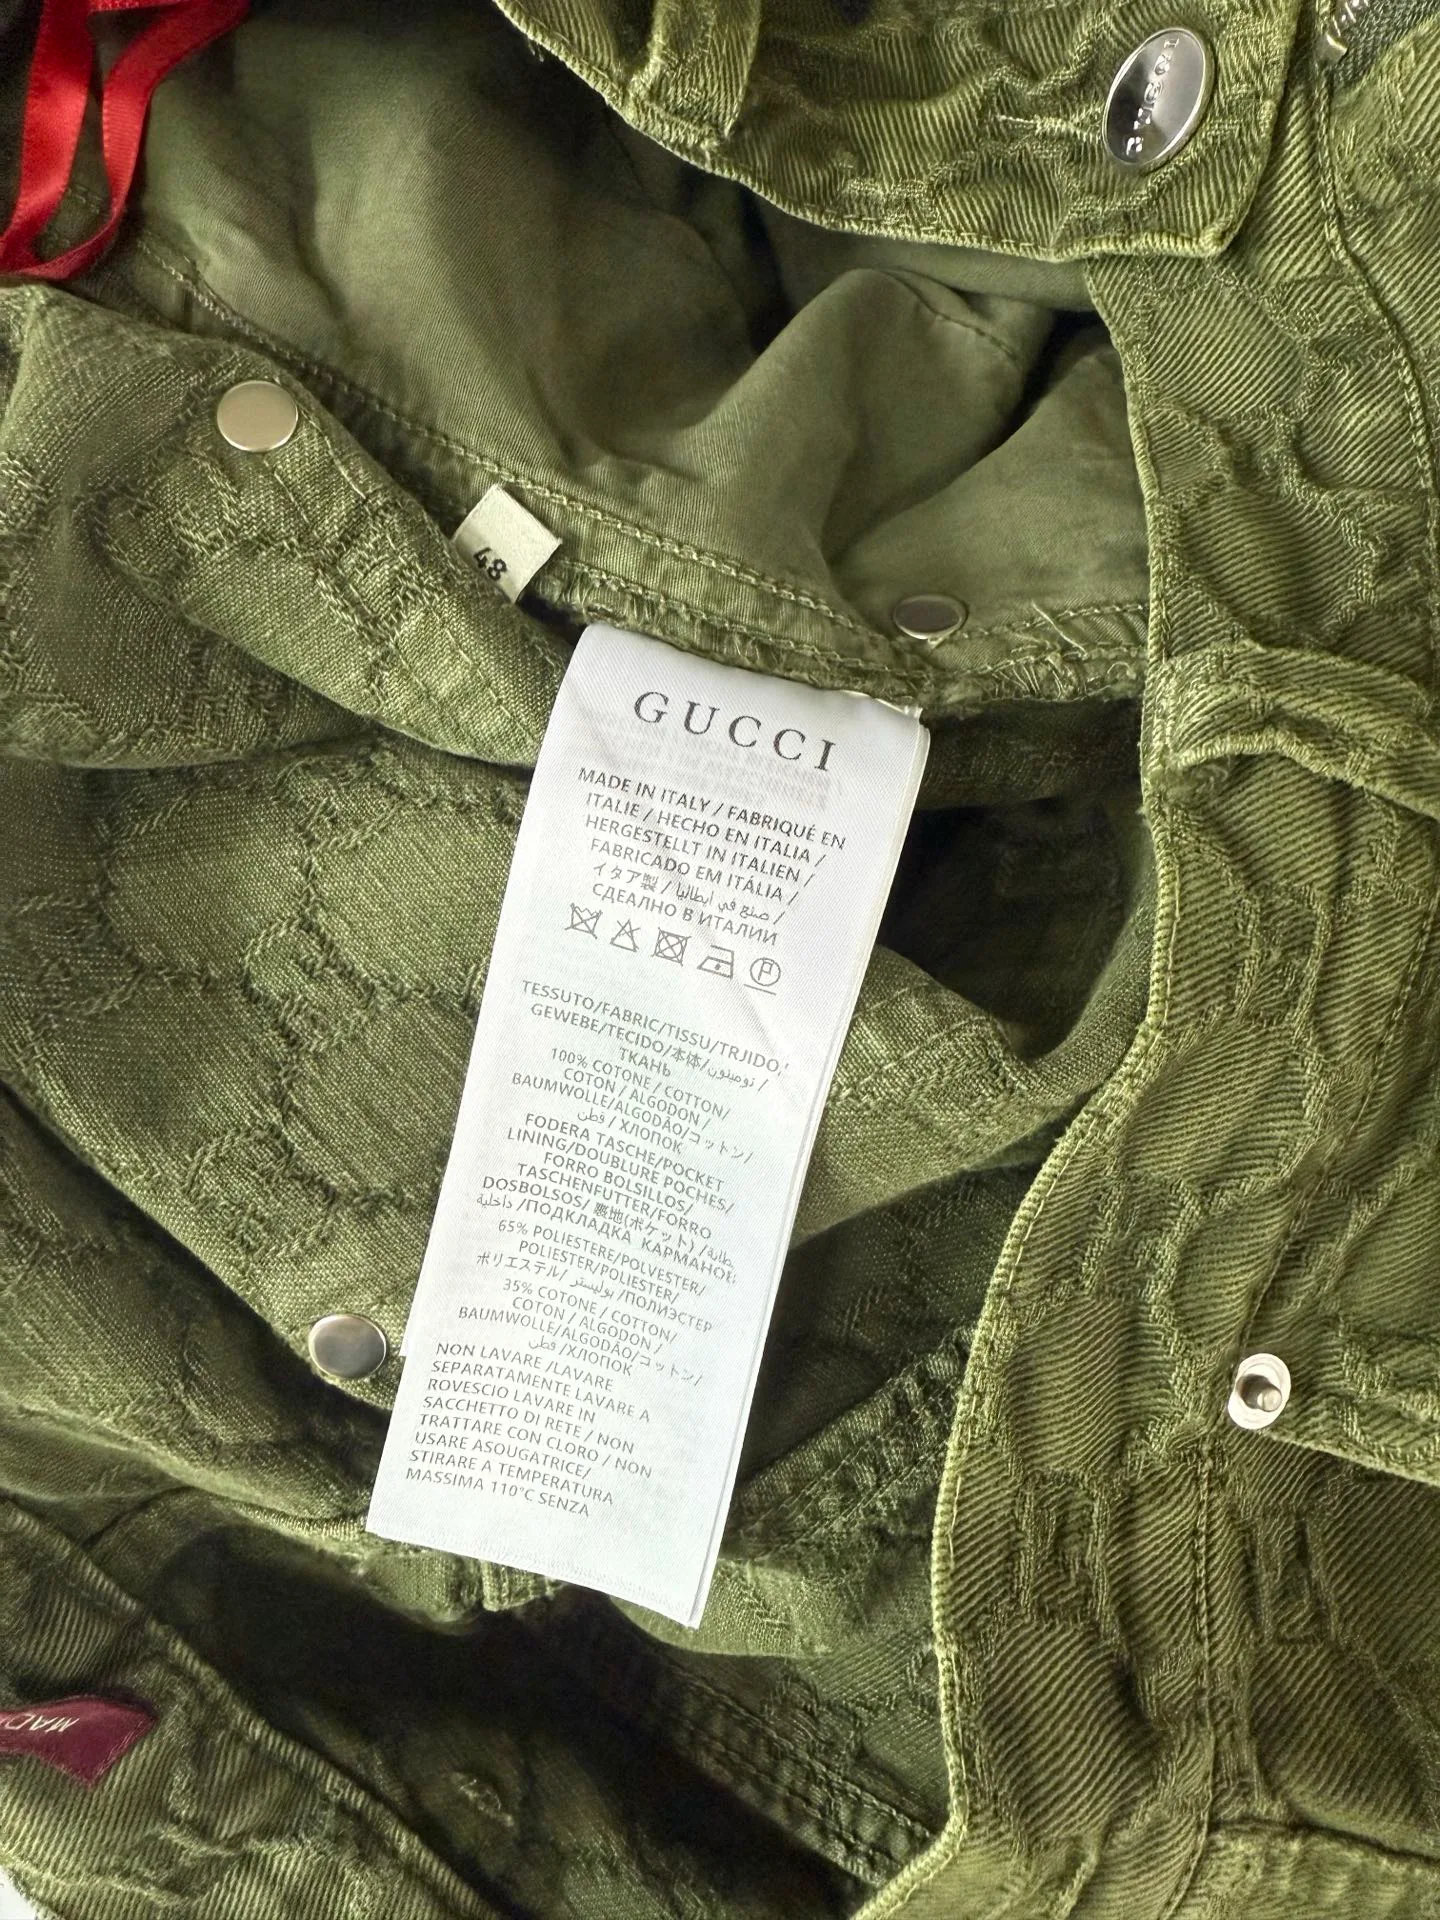 48
GUCCI
MADE IN ITALY / FABRIQUÉ EN
ITALIE / HECHO EN ITALIA /
HERGESTELLT IN ITALIEN /
FABRICADO EM ITÁLIA /
イタア製 / صنع في ايطاليا /
СДЕЛАНО В ИТАЛИИ
P
TESSUTO/FABRIC/TISSU/TRJIDO/
GEWEBE/TECIDO/本体/
ТКАНЬ
100% COTONE / COTTON/
COTON / ALGODON /
BAUMWOLLE/ALGODÃO/コットン/
قطن / ХЛОПОК
FODERA TASCHE/POCKET
LINING/DOUBLURE POCHES/
FORRO BOLSILLOS/
TASCHENFUTTER/FORRO
DOSBOLSOS/ 裏地(ポケット) /بطانة
داخلية /ПОДКЛАДКА КАРМАНОВ
65% POLIESTERE/POLVESTER/
POLIESTER/POLIESTER/
ポリエステル/ بوليستر /ПОЛИЭСТЕР
35% COTONE / COTTON/
COTON / ALGODON /
BAUMWOLLE/ALGODÃO/コットン/
قطن /ХЛОПОК
NON LAVARE /LAVARE
SEPARATAMENTE LAVARE A
ROVESCIO LAVARE IN
SACCHETTO DI RETE / NON
TRATTARE CON CLORO / NON
USARE ASOUGATRICE/
STIRARE A TEMPERATURA
MASSIMA 110°C SENZA
MAD